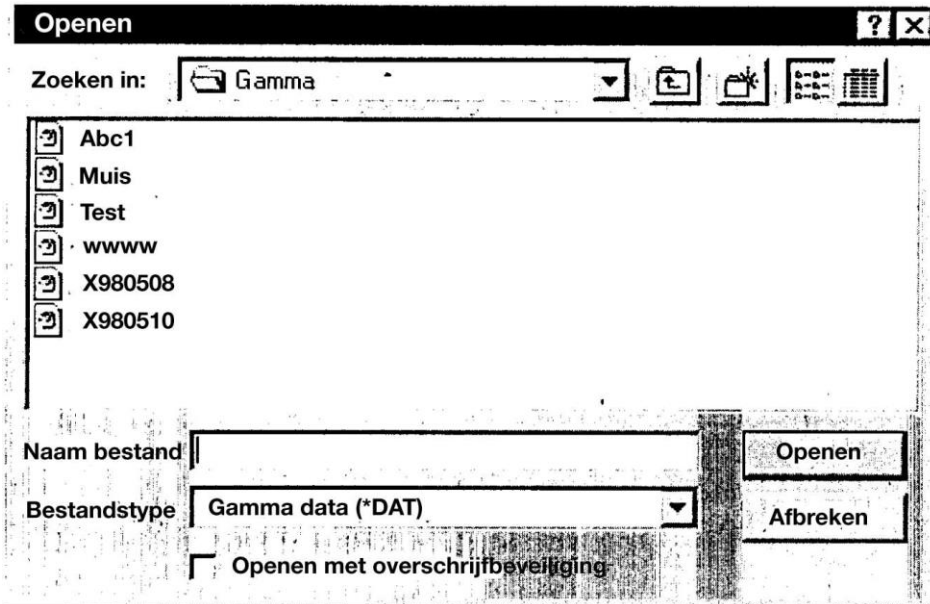 Openen
Zoeken in: Gamma
Abc1
Muis
Test
wwww
X980508
X980510
Naam bestand
Openen
Bestandstype Gamma data (*DAT)
Afbreken
Openen met overschrijfbeveiliging